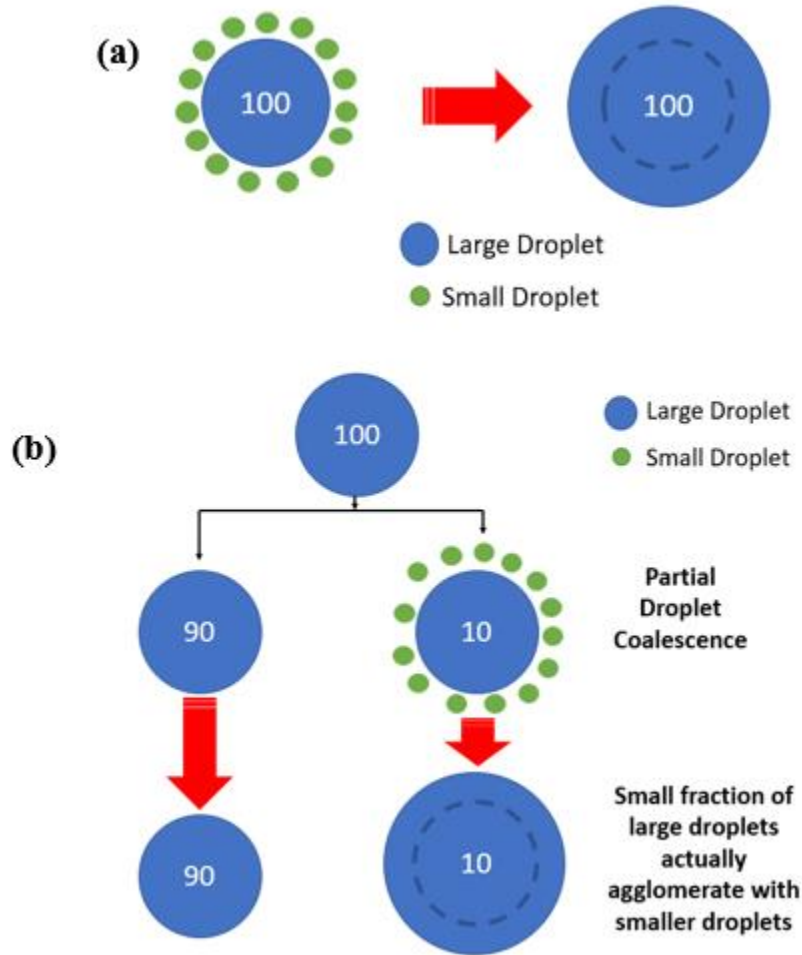 (a)
100
100
Large Droplet
Small Droplet
(b)
100
Large Droplet
Small Droplet
90
10
Partial
Droplet
Coalescence
90
10
Small fraction of
large droplets
actually
agglomerate with
smaller droplets